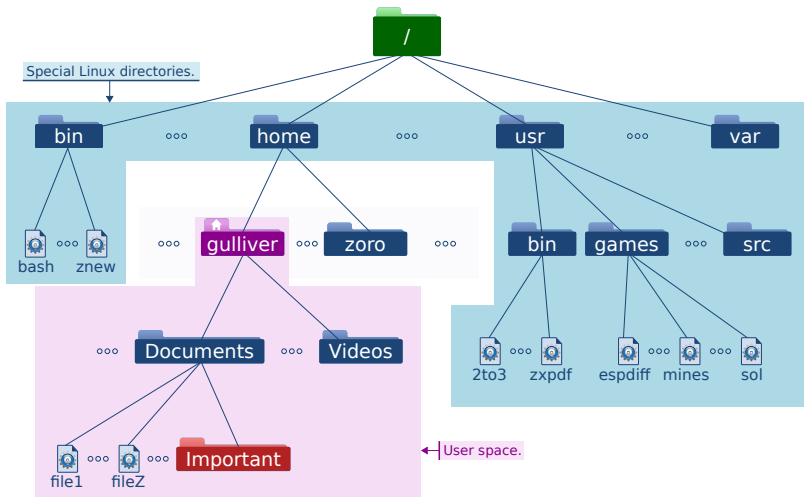 /
Special Linux directories.
bin
home
usr
var
gulliver
zoro
bin
games
src
bash
znew
Documents
Videos
2to3
zxpdf
espdiff
mines
sol
User space.
Important
file1
fileZ